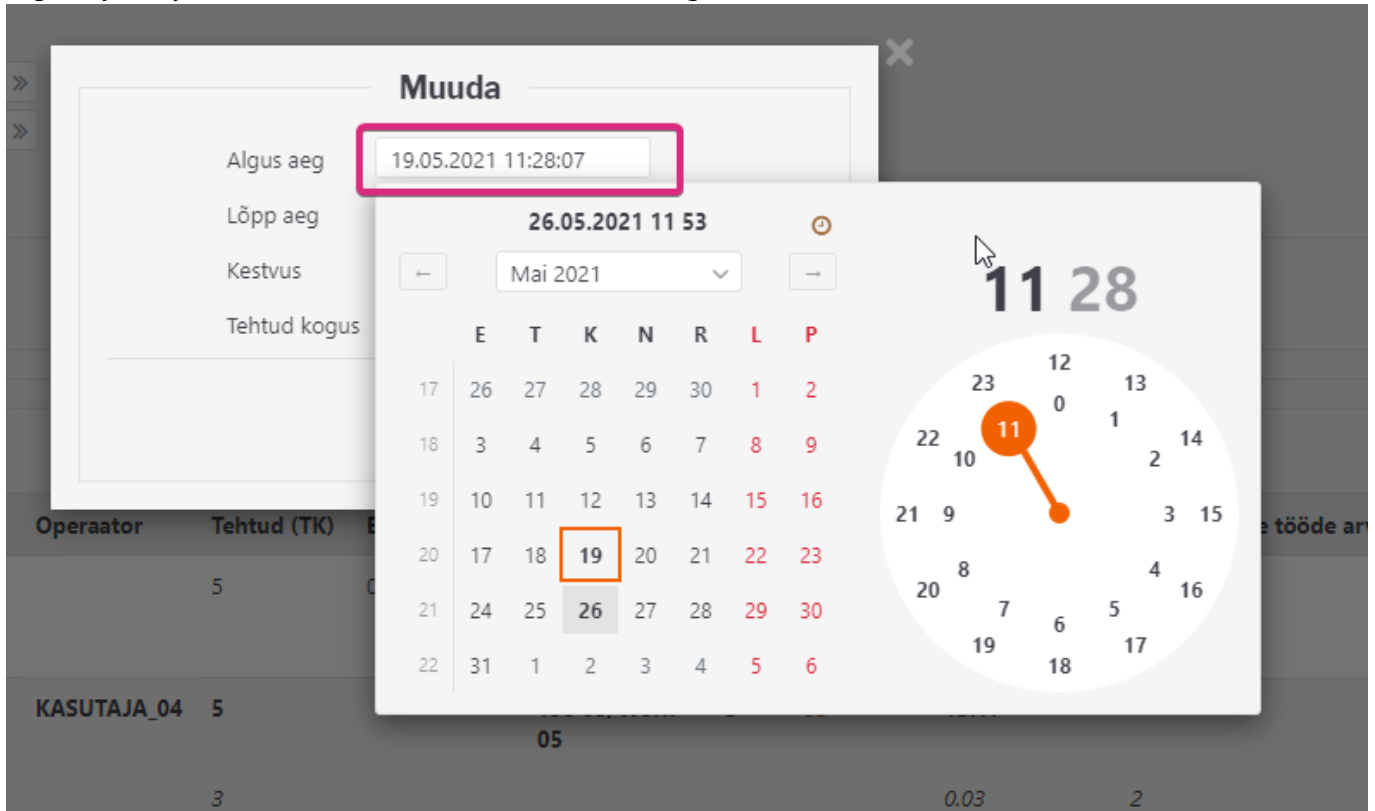 Muuda
Algus aeg 19.05.2021 11:28:07
Lõpp aeg
Kestvus
Tehtud kogus
26.05.2021 11 53
← Mai 2021 →
E T K N R L P
17 26 27 28 29 30 1 2
18 3 4 5 6 7 8 9
19 10 11 12 13 14 15 16
20 17 18 19 20 21 22 23
21 24 25 26 27 28 29 30
22 31 1 2 3 4 5 6
11 28
12
23 13
0
11 1
22 14
10 2
21 9 3 15
8 4
20 16
7 5
6
19 17
18
Operaator Tehtud (TK) tööde
5
KASUTAJA_04 5
05
3 0.03 2